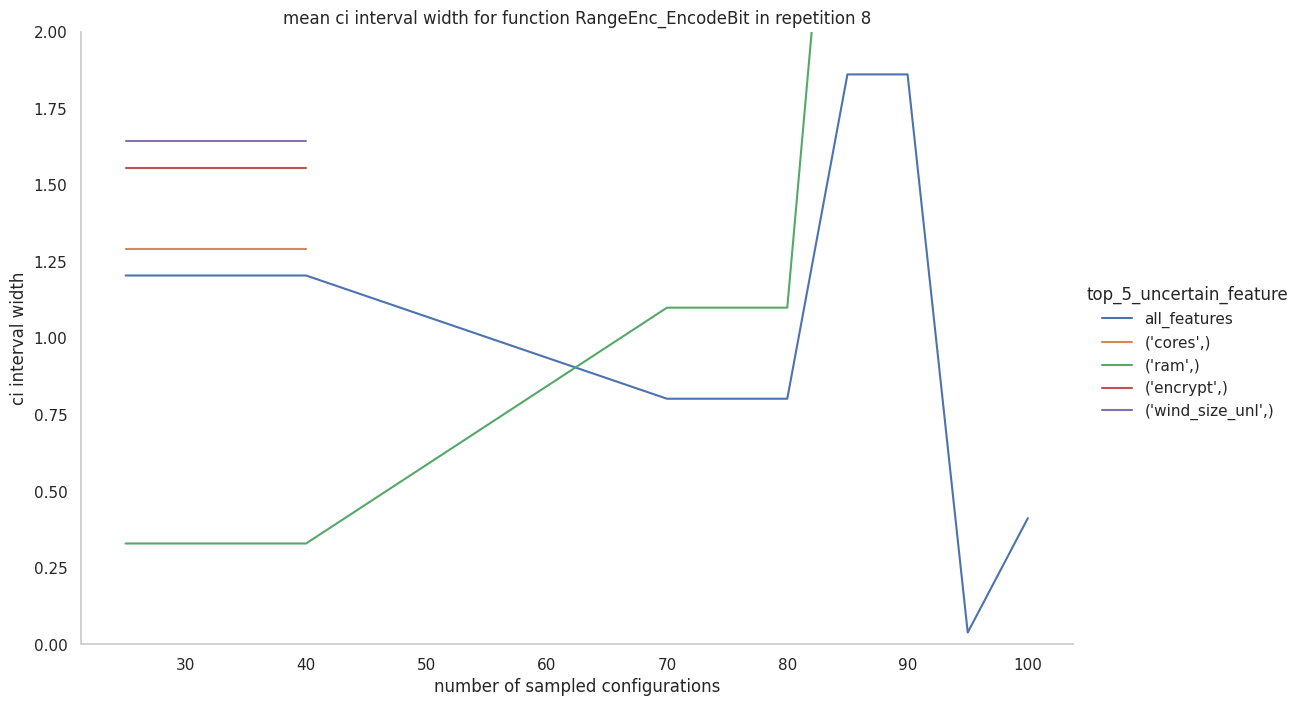 mean ci interval width for function RangeEnc_EncodeBit in repetition 8
2.00
1.75
1.50
1.25
1.00
0.75
0.50
0.25
0.00
ci interval width
30 40 50 60 70 80 90 100
number of sampled configurations
top_5_uncertain_feature
all_features
('cores',)
('ram',)
('encrypt',)
('wind_size_unl',)